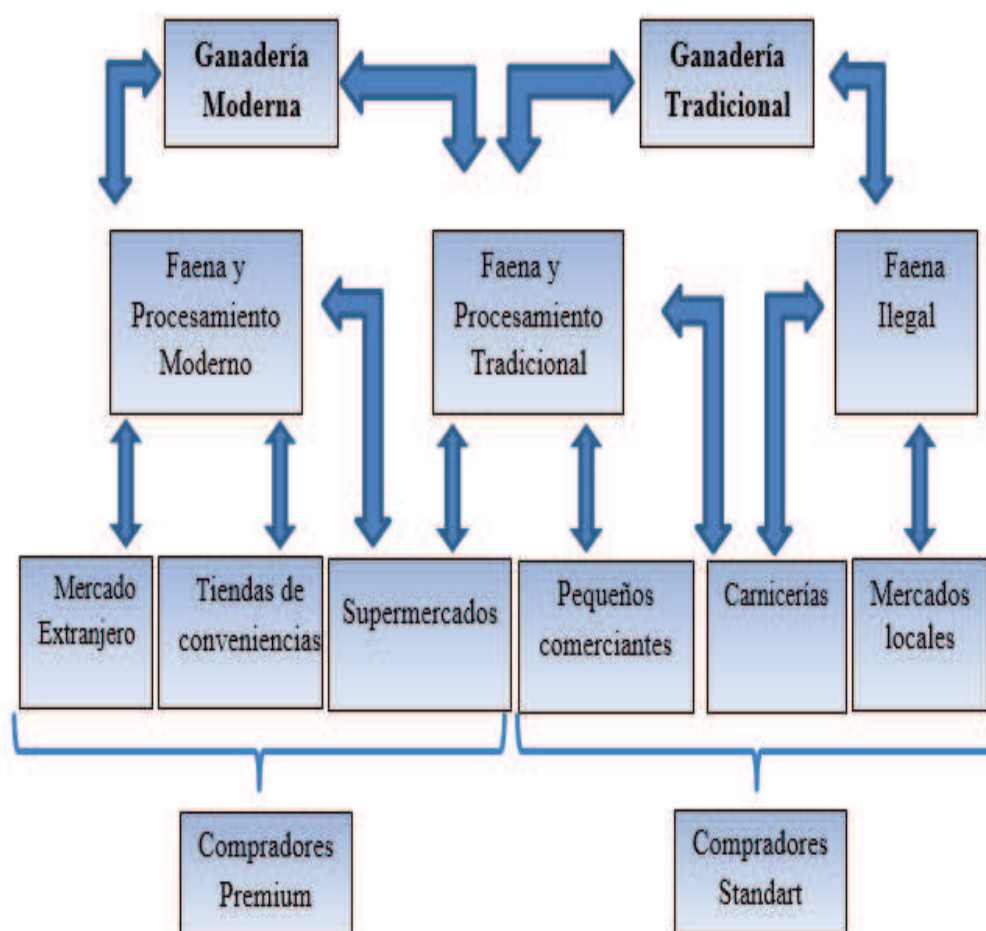 Ganadería
Moderna
Ganadería
Tradicional
Faena y
Procesamiento
Moderno
Faena y
Procesamiento
Tradicional
Faena
Ilegal
Mercado
Extranjero
Tiendas de
conveniencias
Supermercados
Pequeños
comerciantes
Carnicerías
Mercados
locales
Compradores
Premium
Compradores
Standart